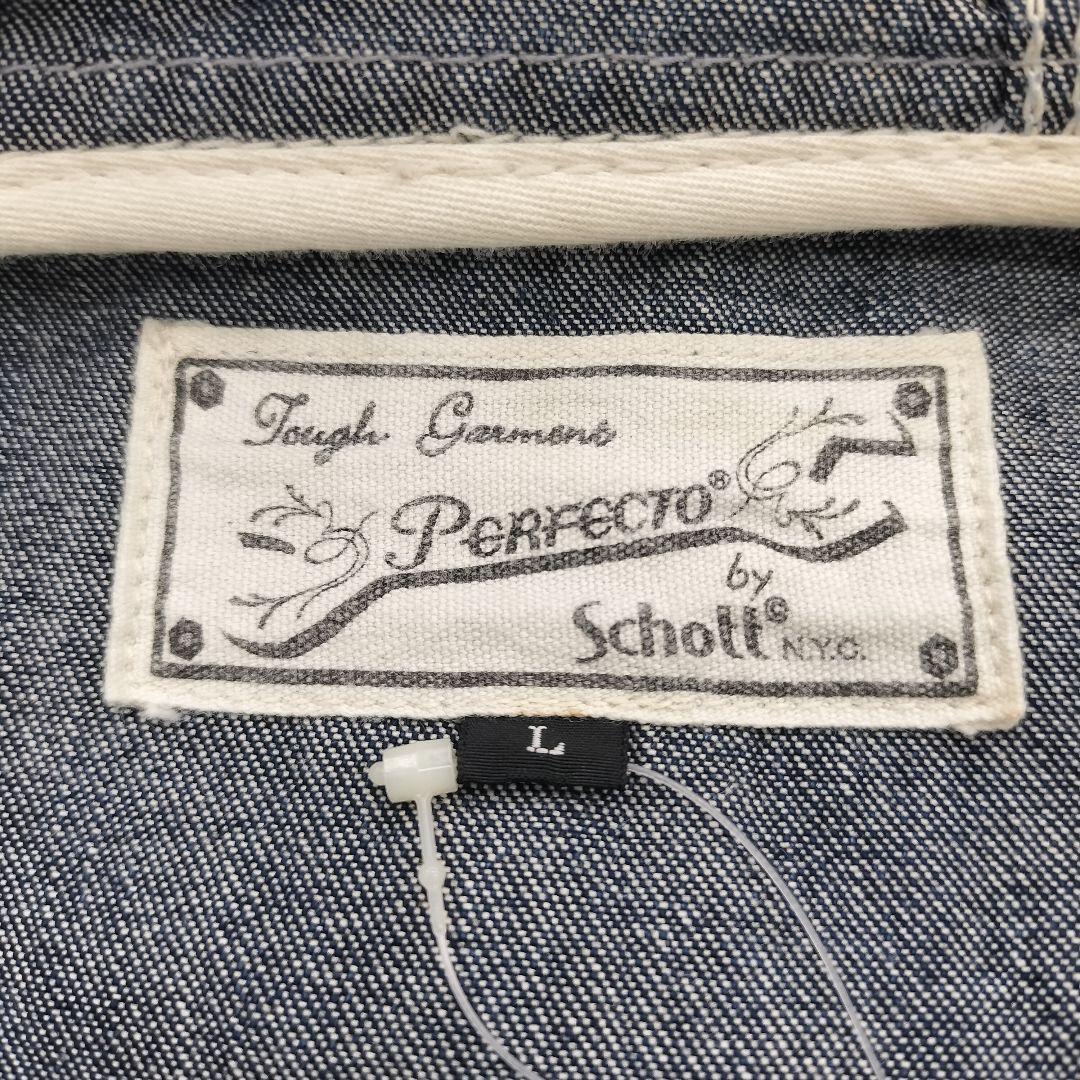 Tough Garment
PERFECTO®
by
Schott©
N.Y.C.
L